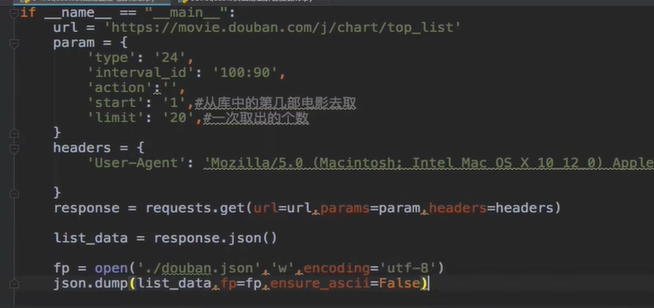 if __name__ == "__main__":
    url = 'https://movie.douban.com/j/chart/top_list'
    param = {
        'type': '24',
        'interval_id': '100:90',
        'action':'',
        'start': '1',#从库中的第几部电影去取
        'limit': '20',#一次取出的个数
    }
    headers = {
        'User-Agent': 'Mozilla/5.0 (Macintosh; Intel Mac OS X 10_12_0) Apple
    }
    response = requests.get(url=url,params=param,headers=headers)
    list_data = response.json()
    fp = open('./douban.json','w',encoding='utf-8')
    json.dump(list_data,fp=fp,ensure_ascii=False)